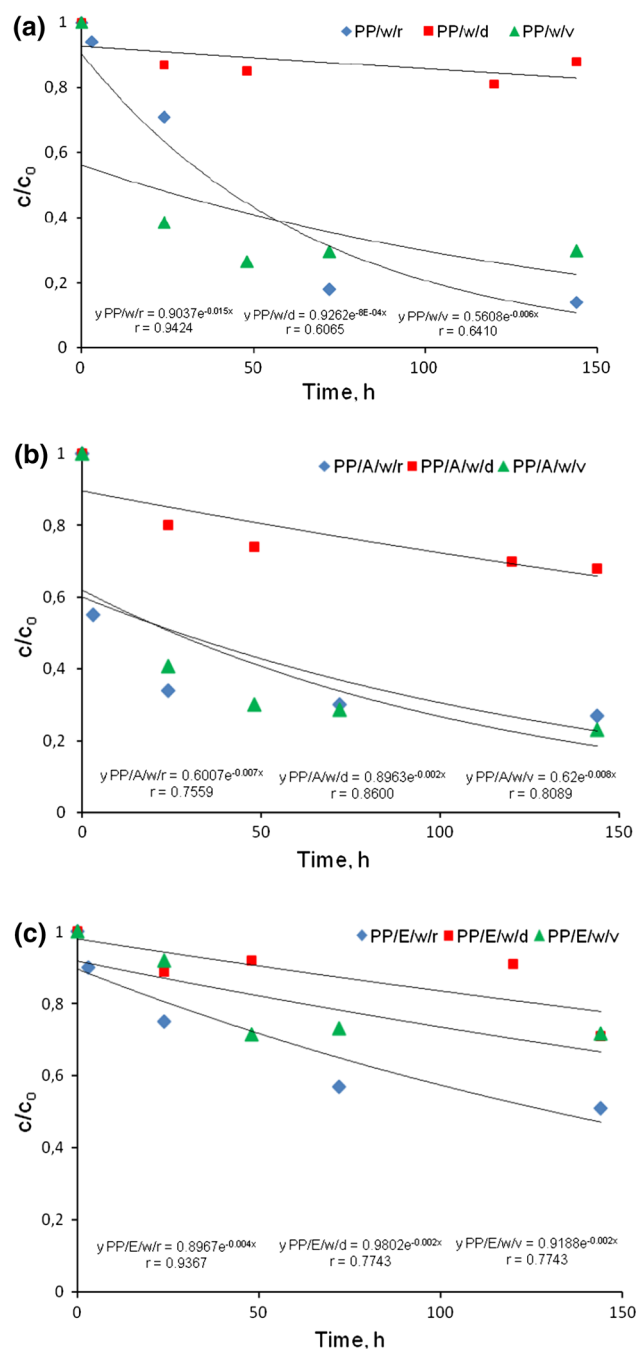 (a)
PP/w/r PP/w/d PP/w/v
1
0,8
0,6
0,4
0,2
0
c/c0
y PP/w/r = 0.9037e-0.015x y PP/w/d = 0.9262e-8E-04x y PP/w/v = 0.5608e-0.006x
r = 0.9424 r = 0.6065 r = 0.6410
0 50 100 150
Time, h
(b)
PP/A/w/r PP/A/w/d PP/A/w/v
1
0,8
0,6
0,4
0,2
0
c/c0
y PP/A/w/r = 0.6007e-0.007x y PP/A/w/d = 0.8963e-0.002x y PP/A/w/v = 0.62e-0.008x
r = 0.7559 r = 0.8600 r = 0.8089
0 50 100 150
Time, h
(c)
PP/E/w/r PP/E/w/d PP/E/w/v
1
0,8
0,6
0,4
0,2
0
c/c0
y PP/E/w/r = 0.8967e-0.004x y PP/E/w/d = 0.9802e-0.002x y PP/E/w/v = 0.9188e-0.002x
r = 0.9367 r = 0.7743 r = 0.7743
0 50 100 150
Time, h